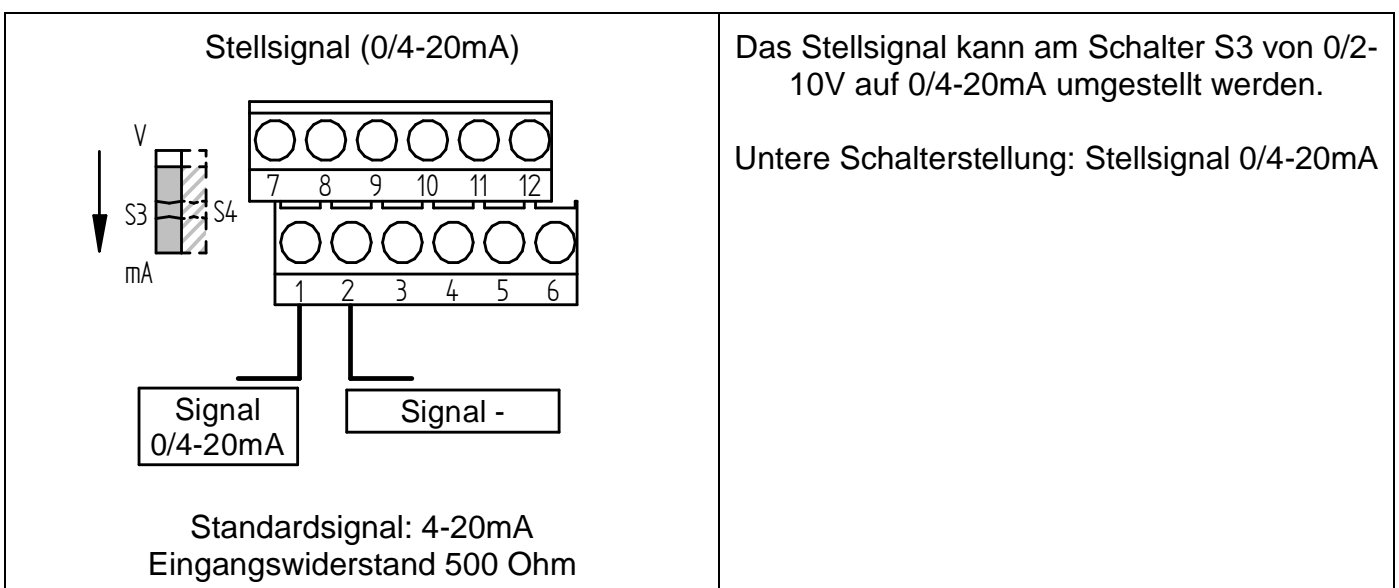 Stellsignal (0/4-20mA)
V
S3
S4
mA
7 8 9 10 11 12
1 2 3 4 5 6
Signal
0/4-20mA
Signal -
Standardsignal: 4-20mA
Eingangswiderstand 500 Ohm
Das Stellsignal kann am Schalter S3 von 0/2-
10V auf 0/4-20mA umgestellt werden.
Untere Schalterstellung: Stellsignal 0/4-20mA